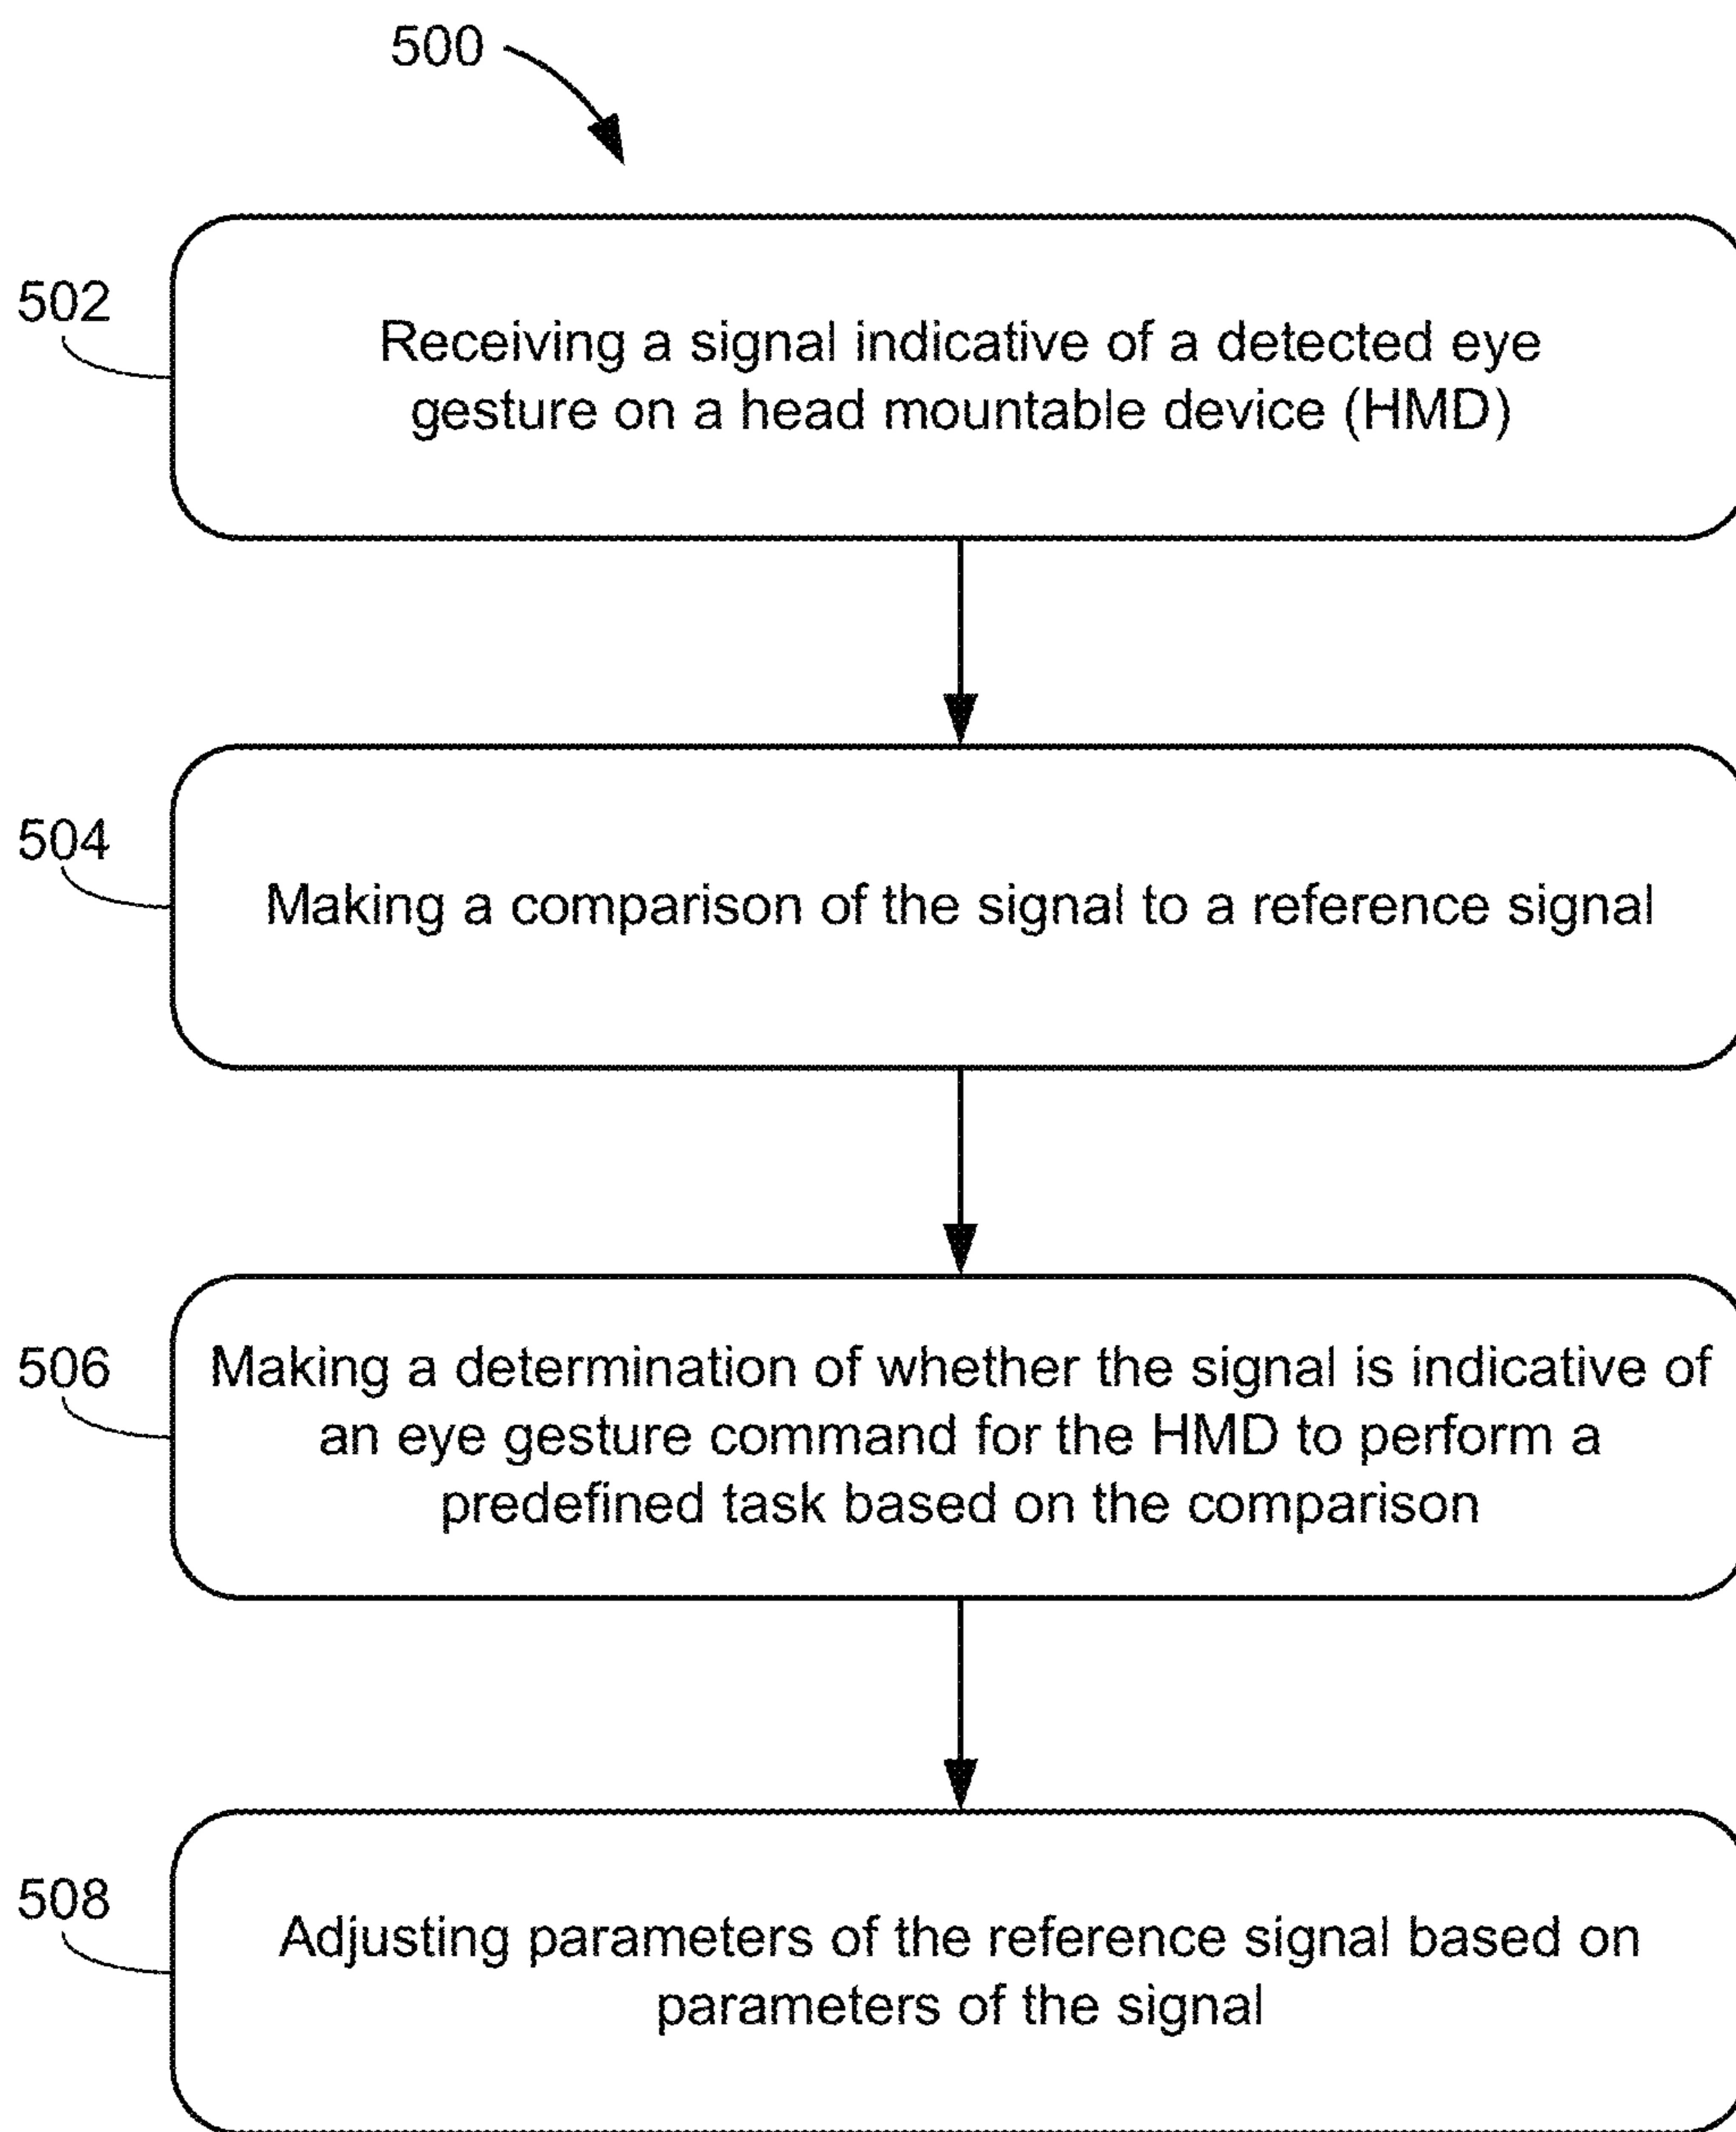 500
502
Receiving a signal indicative of a detected eye
gesture on a head mountable device (HMD)
504
Making a comparison of the signal to a reference signal
506
Making a determination of whether the signal is indicative of
an eye gesture command for the HMD to perform a
predefined task based on the comparison
508
Adjusting parameters of the reference signal based on
parameters of the signal